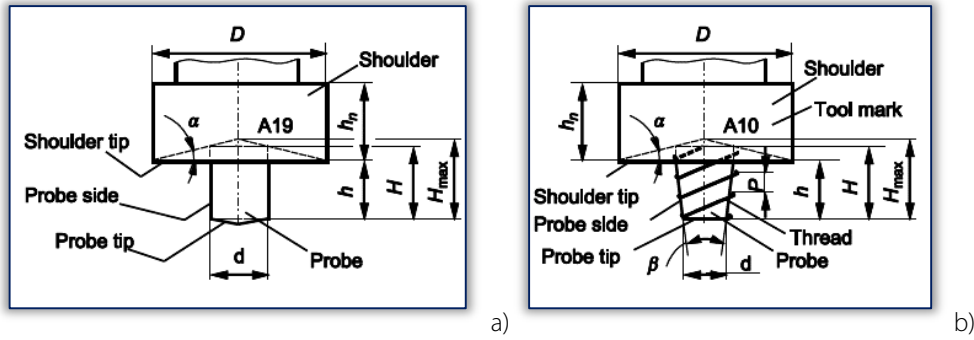 D
Shoulder
α
A19
hₙ
Shoulder tip
Probe side
h
H
Hmax
Probe tip
d
Probe
a)
D
Shoulder
Tool mark
hₙ
α
A10
Shoulder tip
Probe side
P
h
H
Hmax
Probe tip
Thread
β
d
Probe
b)